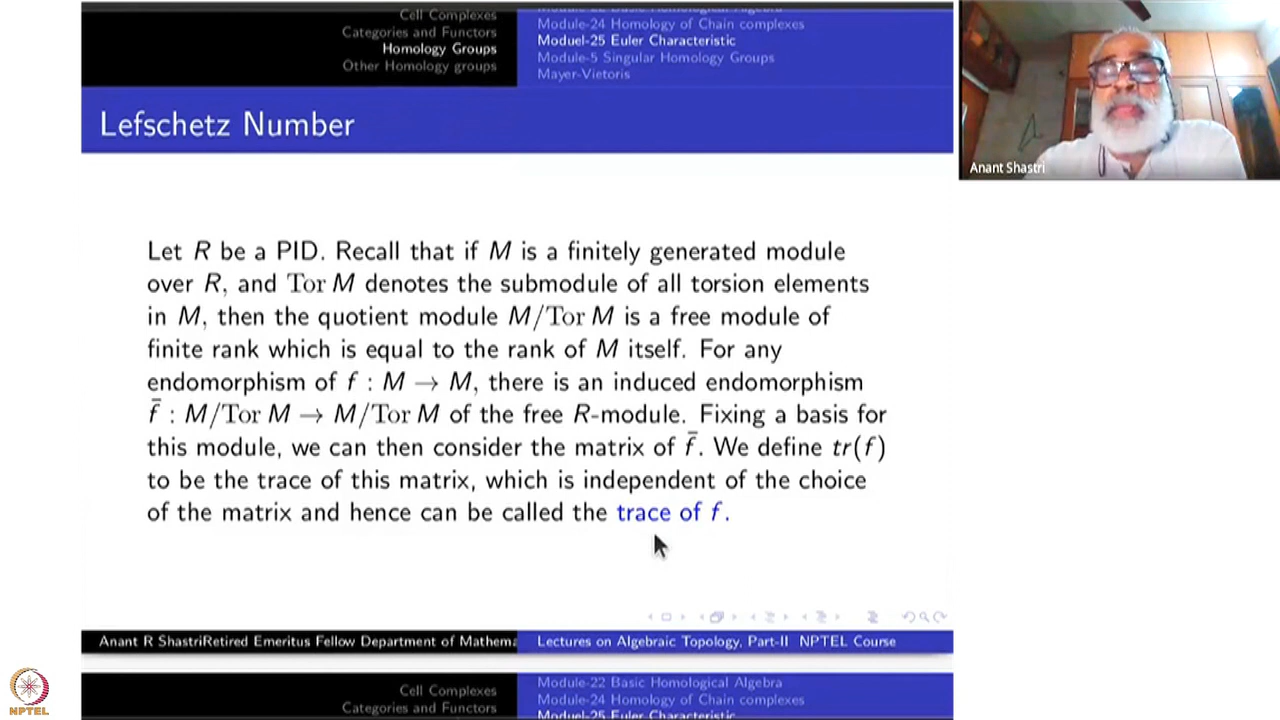 Cell Complexes
Categories and Functors
Homology Groups
Other Homology groups
Module-24 Homology of Chain complexes
Moduel-25 Euler Characteristic
Module-5 Singular Homology Groups
Mayer-Vietoris
Lefschetz Number
Let R be a PID. Recall that if M is a finitely generated module
over R, and Tor M denotes the submodule of all torsion elements
in M, then the quotient module M/Tor M is a free module of
finite rank which is equal to the rank of M itself. For any
endomorphism of f : M → M, there is an induced endomorphism
f̄ : M/Tor M → M/Tor M of the free R-module. Fixing a basis for
this module, we can then consider the matrix of f̄. We define tr(f)
to be the trace of this matrix, which is independent of the choice
of the matrix and hence can be called the trace of f.
Anant R ShastriRetired Emeritus Fellow Department of Mathema
Lectures on Algebraic Topology, Part-II NPTEL Course
Cell Complexes
Categories and Functors
Module-22 Basic Homological Algebra
Module-24 Homology of Chain complexes
Moduel-25 Euler Characteristic
Anant Shastri
NPTEL